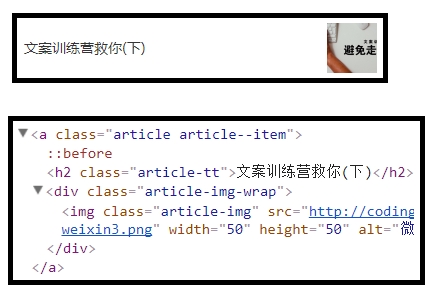 文案训练营救你(下)
避免走
<a class="article article--item">
::before
<h2 class="article-tt">文案训练营救你(下)</h2>
<div class="article-img-wrap">
<img class="article-img" src="http://coding
weixin3.png" width="50" height="50" alt="微
</div>
</a>